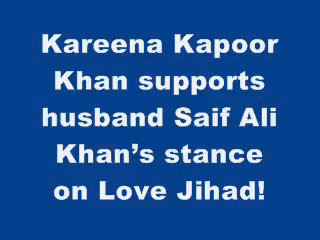 Kareena Kapoor
Khan supports
husband Saif Ali
Khan’s stance
on Love Jihad!